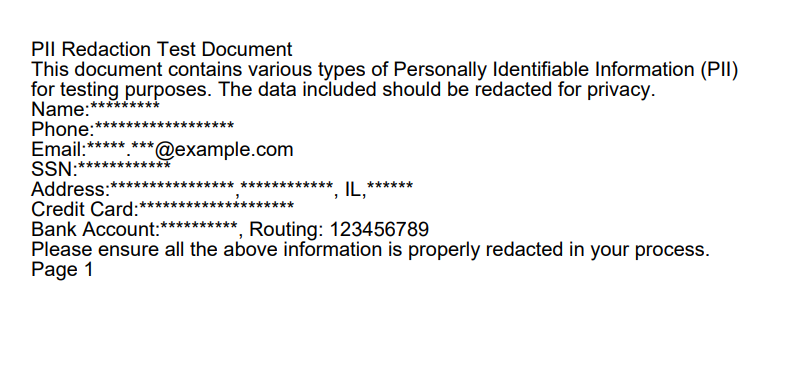 PII Redaction Test Document
This document contains various types of Personally Identifiable Information (PII)
for testing purposes. The data included should be redacted for privacy.
Name:*********
Phone:******************
Email:*****.***@example.com
SSN:************
Address:****************,************, IL,******
Credit Card:********************
Bank Account:**********, Routing: 123456789
Please ensure all the above information is properly redacted in your process.
Page 1